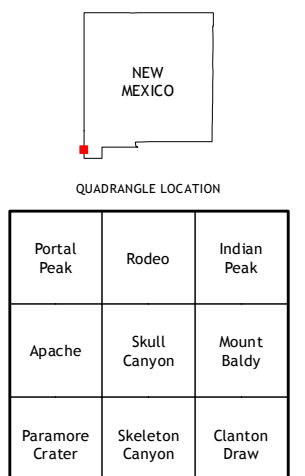 NEW
MEXICO
QUADRANGLE LOCATION
Portal
Peak
Rodeo
Indian
Peak
Apache
Skull
Canyon
Mount
Baldy
Paramore
Crater
Skeleton
Canyon
Clanton
Draw